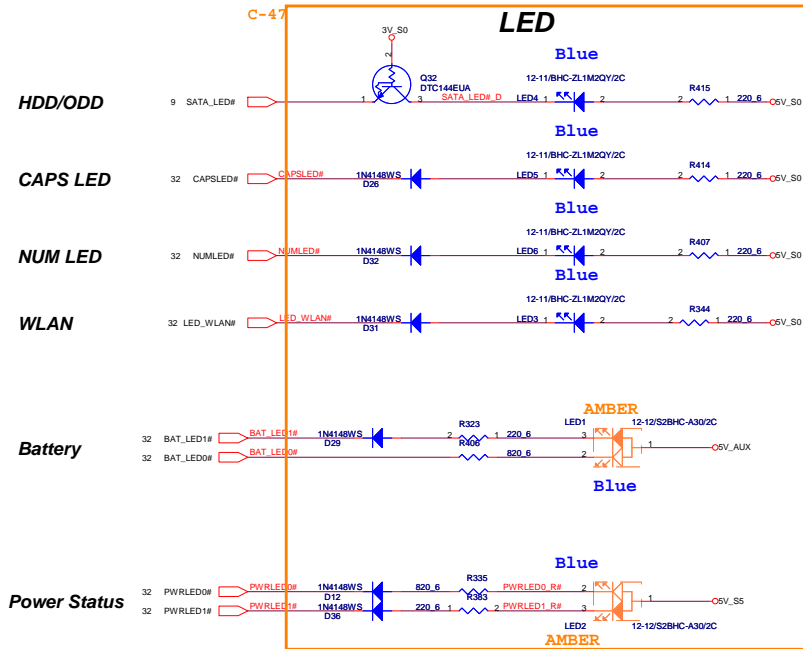 C-47
LED
3V_S0
2
Blue
Q32
DTC144EUA
12-11/BHC-ZL1M2QY/2C
R415
HDD/ODD
9 SATA_LED#
1
3
SATA_LED#_D
LED4 1
2
2
1 220_6
5V_S0
Blue
12-11/BHC-ZL1M2QY/2C
R414
CAPS LED
32 CAPSLED#
CAPSLED#
1N4148WS
D26
LED5 1
2
2
1 220_6
5V_S0
Blue
12-11/BHC-ZL1M2QY/2C
R407
NUM LED
32 NUMLED#
NUMLED#
1N4148WS
D32
LED6 1
2
2
1 220_6
5V_S0
Blue
12-11/BHC-ZL1M2QY/2C
R344
WLAN
32 LED_WLAN#
LED_WLAN#
1N4148WS
D31
LED3 1
2
2
1 220_6
5V_S0
AMBER
R323
LED1
12-12/S2BHC-A30/2C
Battery
32 BAT_LED1#
BAT_LED1#
1N4148WS
D29
2
1 220_6
3
R406
32 BAT_LED0#
BAT_LED0#
820_6
2
1
5V_AUX
Blue
Blue
R335
Power Status
32 PWRLED0#
PWRLED0#
1N4148WS
D12
820_6
PWRLED0_R#
2
R383
32 PWRLED1#
PWRLED1#
1N4148WS
D36
220_6 1
2 PWRLED1_R#
3
1
5V_S5
LED2
12-12/S2BHC-A30/2C
AMBER